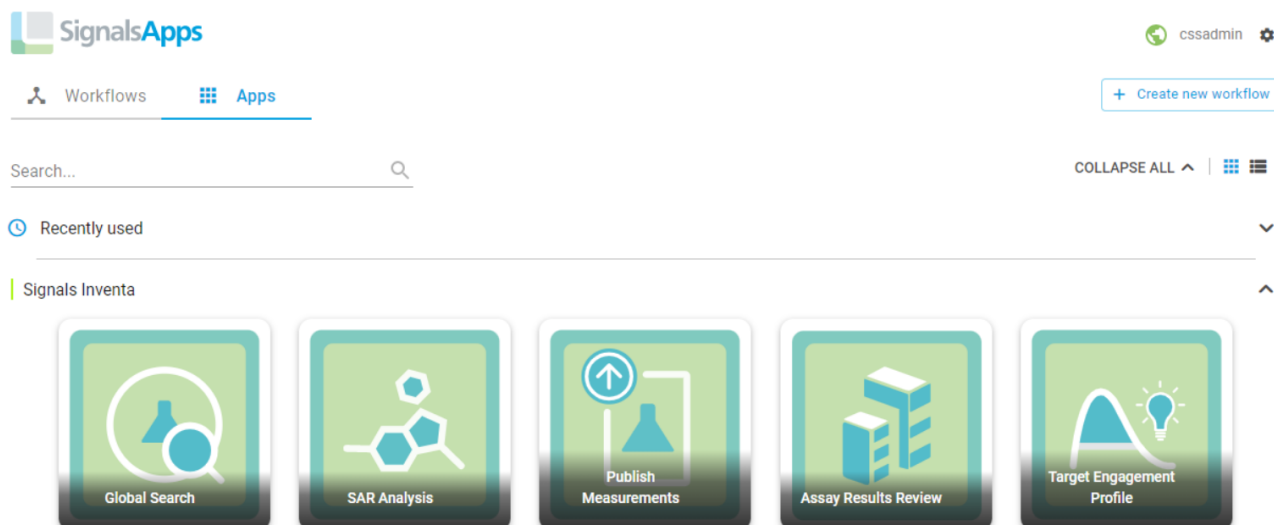 SignalsApps
cssadmin
Workflows
Apps
+ Create new workflow
Search...
COLLAPSE ALL
Recently used
Signals Inventa
Global Search
SAR Analysis
Publish
Measurements
Assay Results Review
Target Engagement
Profile